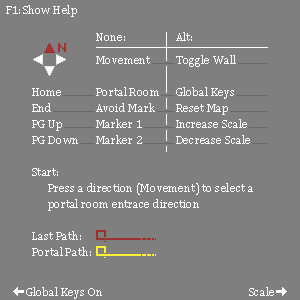 F1: Show Help
None: Alt:
N
Movement Toggle Wall
Home Portal Room Global Keys
End Avoid Mark Reset Map
PG Up Marker 1 Increase Scale
PG Down Marker 2 Decrease Scale
Start:
Press a direction (Movement) to select a
portal room entrace direction
Last Path:
Portal Path:
Global Keys On Scale